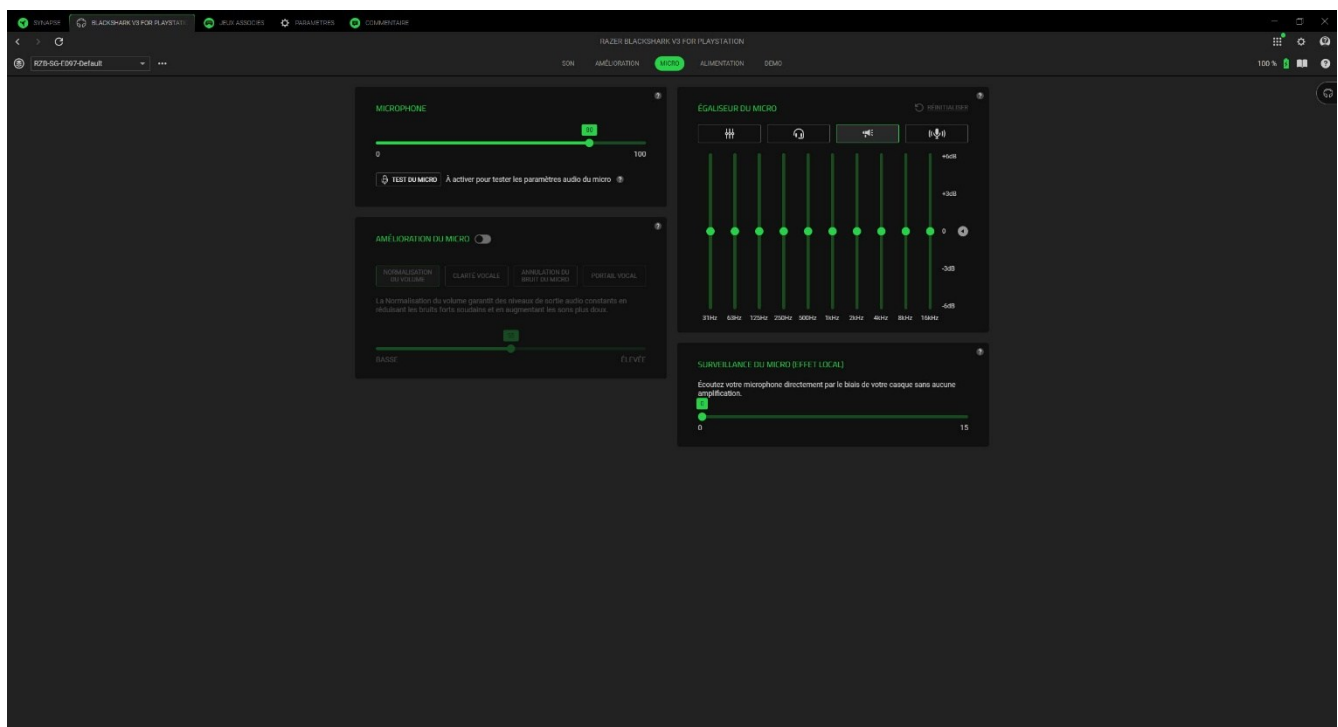 SYNAPSE
BLACKSHARK V3 FOR PLAYSTATI
JEUX ASSOCIES
PARAMETRES
COMMENTAIRE
RAZER BLACKSHARK V3 FOR PLAYSTATION
RZB-SG-E097-Default
SON
AMÉLIORATION
MICRO
ALIMENTATION
DEMO
100 %
MICROPHONE
90
0
100
TEST DU MICRO
À activer pour tester les paramètres audio du micro
AMÉLIORATION DU MICRO
NORMALISATION
DU VOLUME
CLARTÉ VOCALE
ANNULATION DU
BRUIT DU MICRO
PORTAIL VOCAL
La Normalisation du volume garantit des niveaux de sortie audio constants en
réduisant les bruits forts soudains et en augmentant les sons plus doux.
BASSE
ÉLEVÉE
ÉGALISEUR DU MICRO
RÉINITIALISER
+6dB
+3dB
0
-3dB
-6dB
31Hz 63Hz 125Hz 250Hz 500Hz 1kHz 2kHz 4kHz 8kHz 16kHz
SURVEILLANCE DU MICRO (EFFET LOCAL)
Écoutez votre microphone directement par le biais de votre casque sans aucune
amplification.
0
0
15